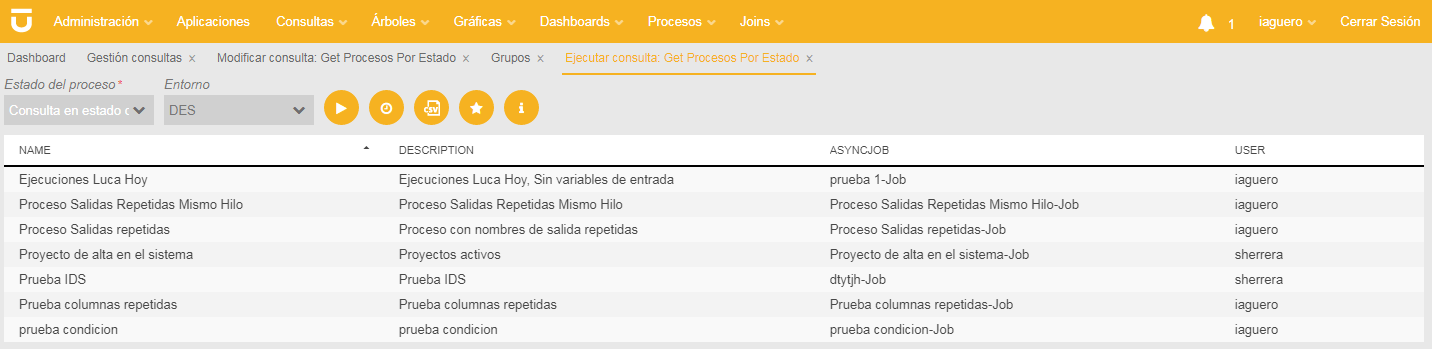 Administración Aplicaciones Consultas Árboles Gráficas Dashboards Procesos Joins 1 iaguero Cerrar Sesión
Dashboard Gestión consultas x Modificar consulta: Get Procesos Por Estado x Grupos x Ejecutar consulta: Get Procesos Por Estado x
Estado del proceso* Entorno
Consulta en estado DES
CSV
NAME DESCRIPTION ASYNCJOB USER
Ejecuciones Luca Hoy Ejecuciones Luca Hoy, Sin variables de entrada prueba 1-Job iaguero
Proceso Salidas Repetidas Mismo Hilo Proceso Salidas Repetidas Mismo Hilo Proceso Salidas Repetidas Mismo Hilo-Job iaguero
Proceso Salidas repetidas Proceso con nombres de salida repetidas Proceso Salidas repetidas-Job iaguero
Proyecto de alta en el sistema Proyectos activos Proyecto de alta en el sistema-Job sherrera
Prueba IDS Prueba IDS dtytjh-Job sherrera
Prueba columnas repetidas Prueba columnas repetidas Prueba columnas repetidas-Job iaguero
prueba condicion prueba condicion prueba condicion-Job iaguero